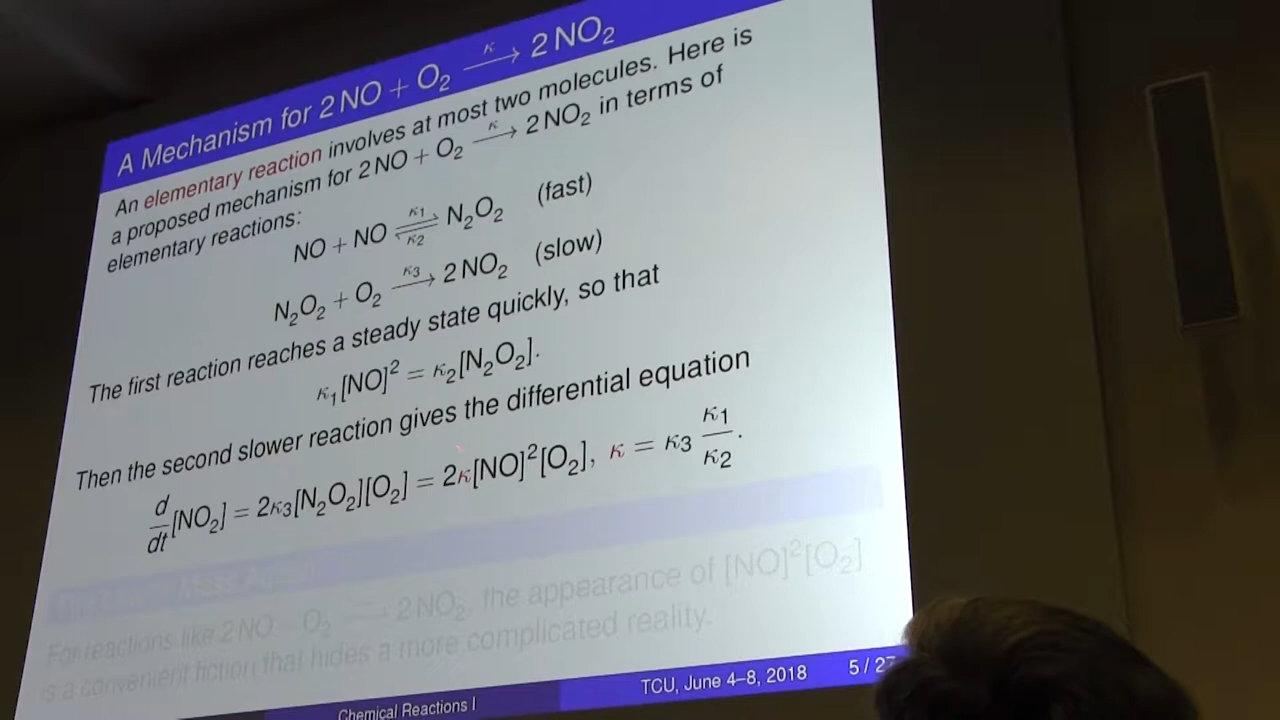 A Mechanism for 2 NO + O₂ —κ→ 2 NO₂
An elementary reaction involves at most two molecules. Here is
a proposed mechanism for 2 NO + O₂ —κ→ 2 NO₂ in terms of
elementary reactions:
NO + NO ⇌ N₂O₂ (fast)
κ₁
κ₂
N₂O₂ + O₂ —κ₃→ 2 NO₂ (slow)
The first reaction reaches a steady state quickly, so that
κ₁[NO]² = κ₂[N₂O₂].
Then the second slower reaction gives the differential equation
d/dt[NO₂] = 2κ₃[N₂O₂][O₂] = 2κ[NO]²[O₂], κ = κ₃ κ₁/κ₂.
For reactions like 2 NO + O₂ → 2 NO₂, the appearance of [NO]²[O₂]
is a convenient fiction that hides a more complicated reality.
Chemical Reactions I TCU, June 4–8, 2018 5 / 27